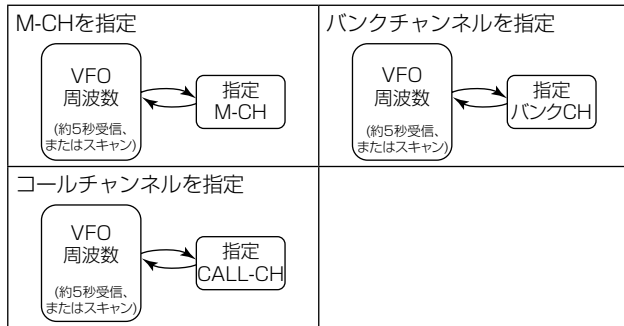 M-CHを指定
VFO
周波数
(約5秒受信、
またはスキャン)
指定
M-CH
バンクチャンネルを指定
VFO
周波数
(約5秒受信、
またはスキャン)
指定
バンクCH
コールチャンネルを指定
VFO
周波数
(約5秒受信、
またはスキャン)
指定
CALL-CH